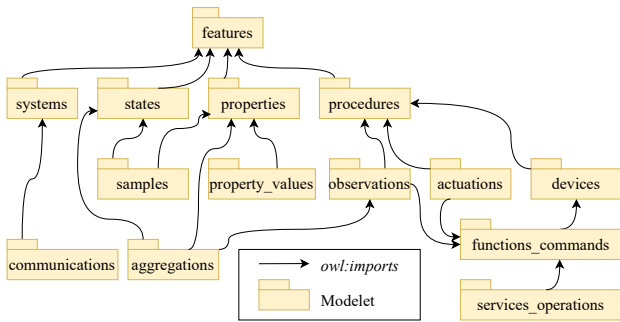 features
systems
states
properties
procedures
samples
property_values
observations
actuations
devices
communications
aggregations
functions_commands
owl:imports
Modelet
services_operations